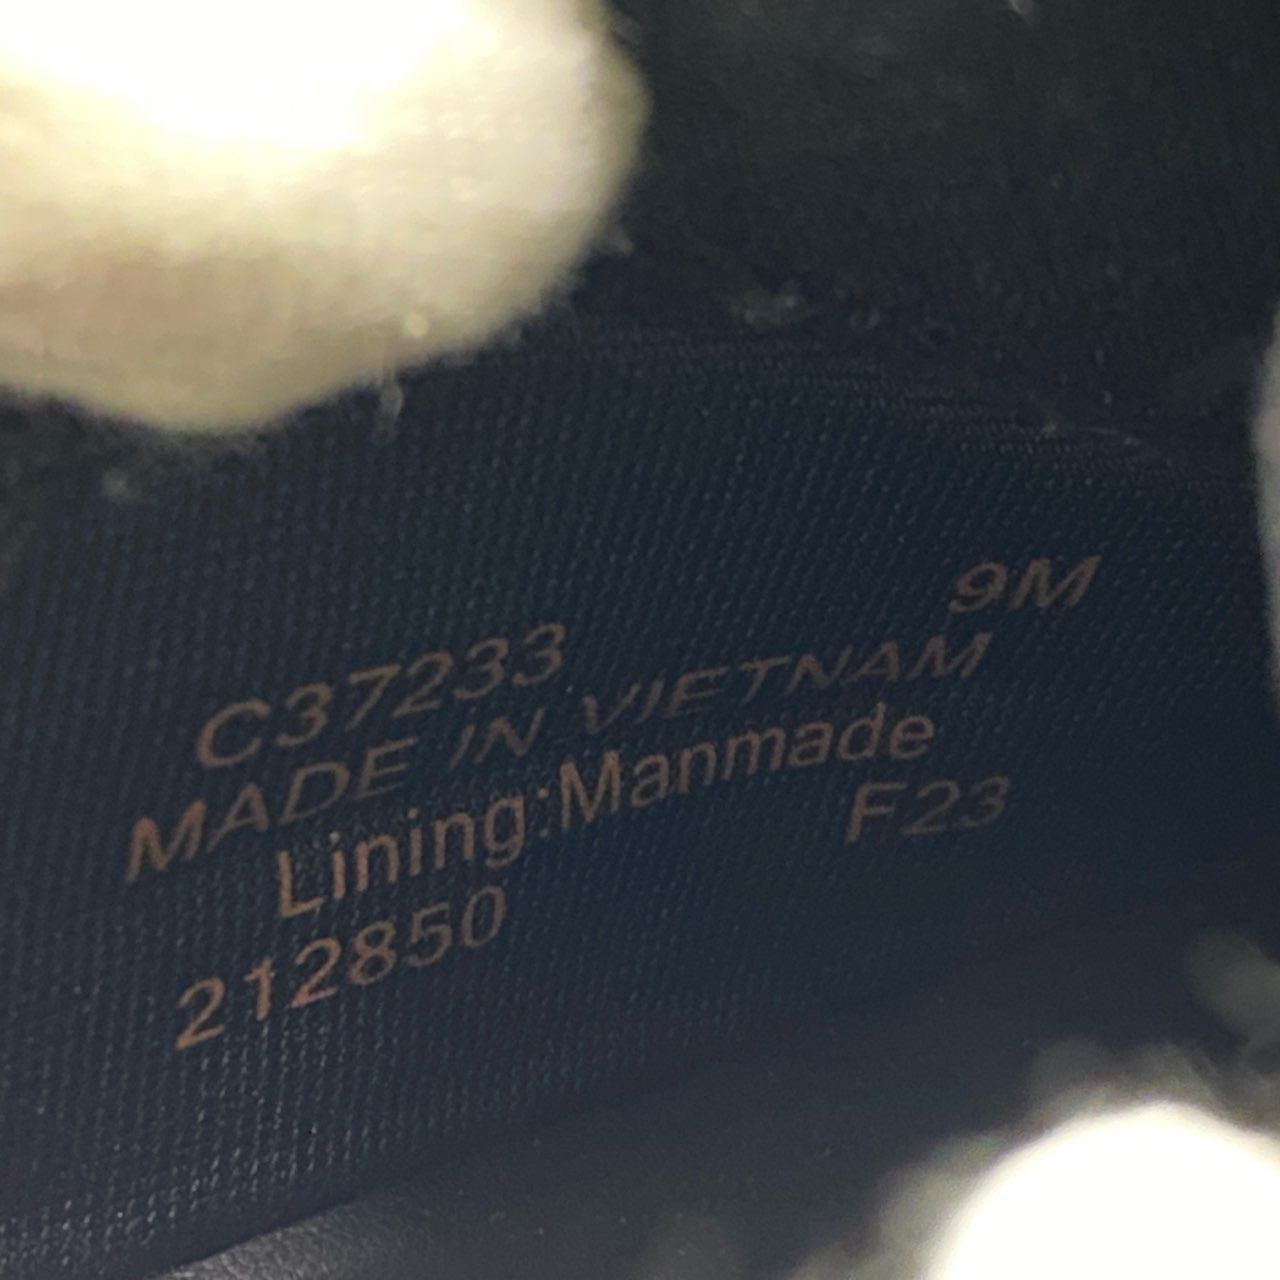 C37233 9M
MADE IN VIETNAM
Lining:Manmade
212850 F23